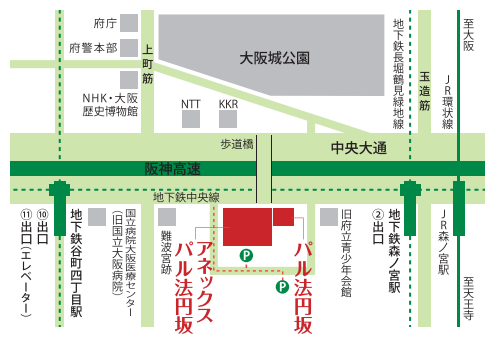 府庁
府警本部
NHK・大阪
歴史博物館
上町筋
大阪城公園
NTT
KKR
地下鉄長堀鶴見緑地線
玉造筋
JR環状線
至大阪
歩道橋
中央大通
阪神高速
地下鉄中央線
⑪出口(エレベーター)
⑩出口
地下鉄谷町四丁目駅
国立病院大阪医療センター
(旧国立大阪病院)
難波宮跡
アネックス
パル法円坂
パル法円坂
P
P
旧府立青少年会館
②出口
地下鉄森ノ宮駅
JR森ノ宮駅
至天王寺